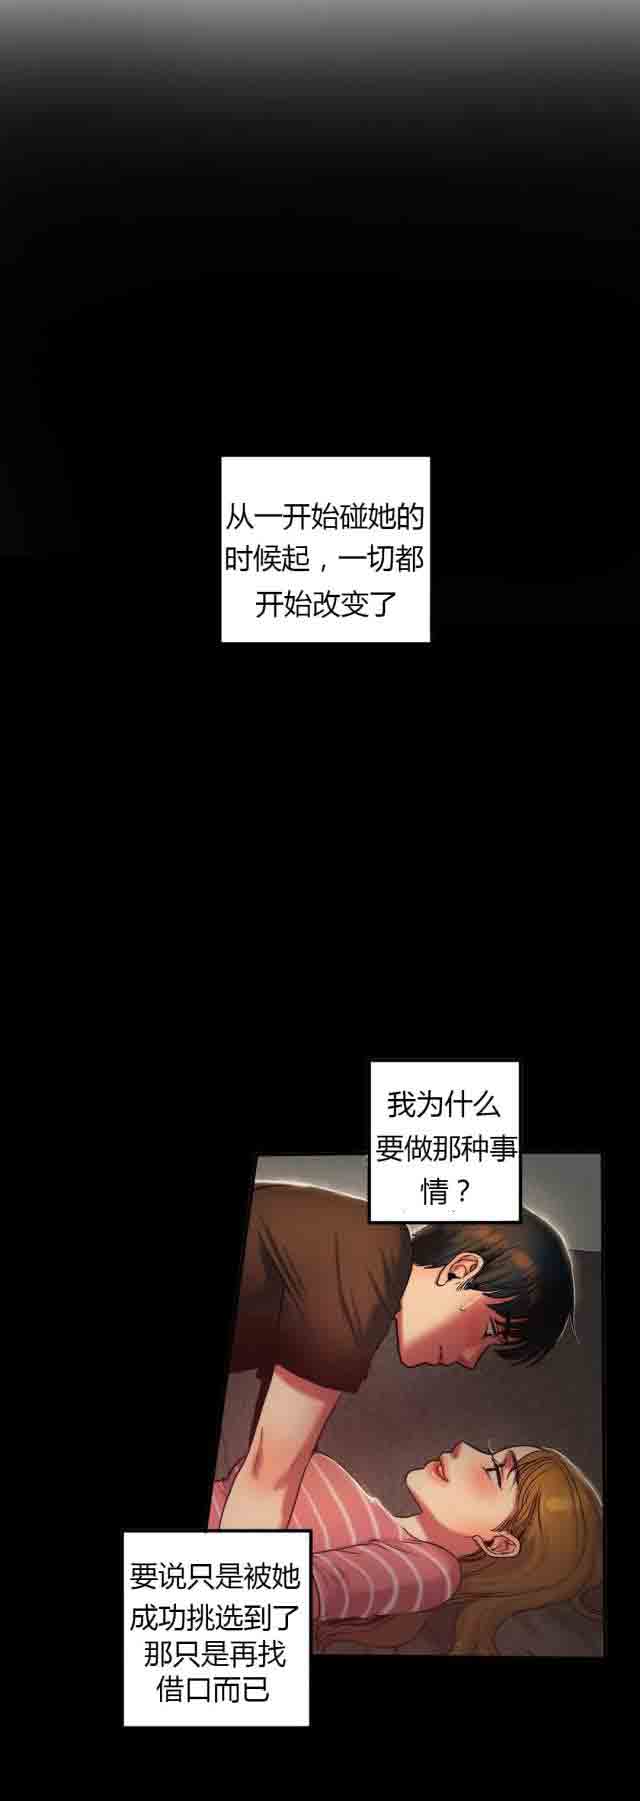 从一开始碰她的
时候起，一切都
开始改变了
我为什么
要做那种事
情？
要说只是被她
成功挑选到了
那只是再找
借口而已